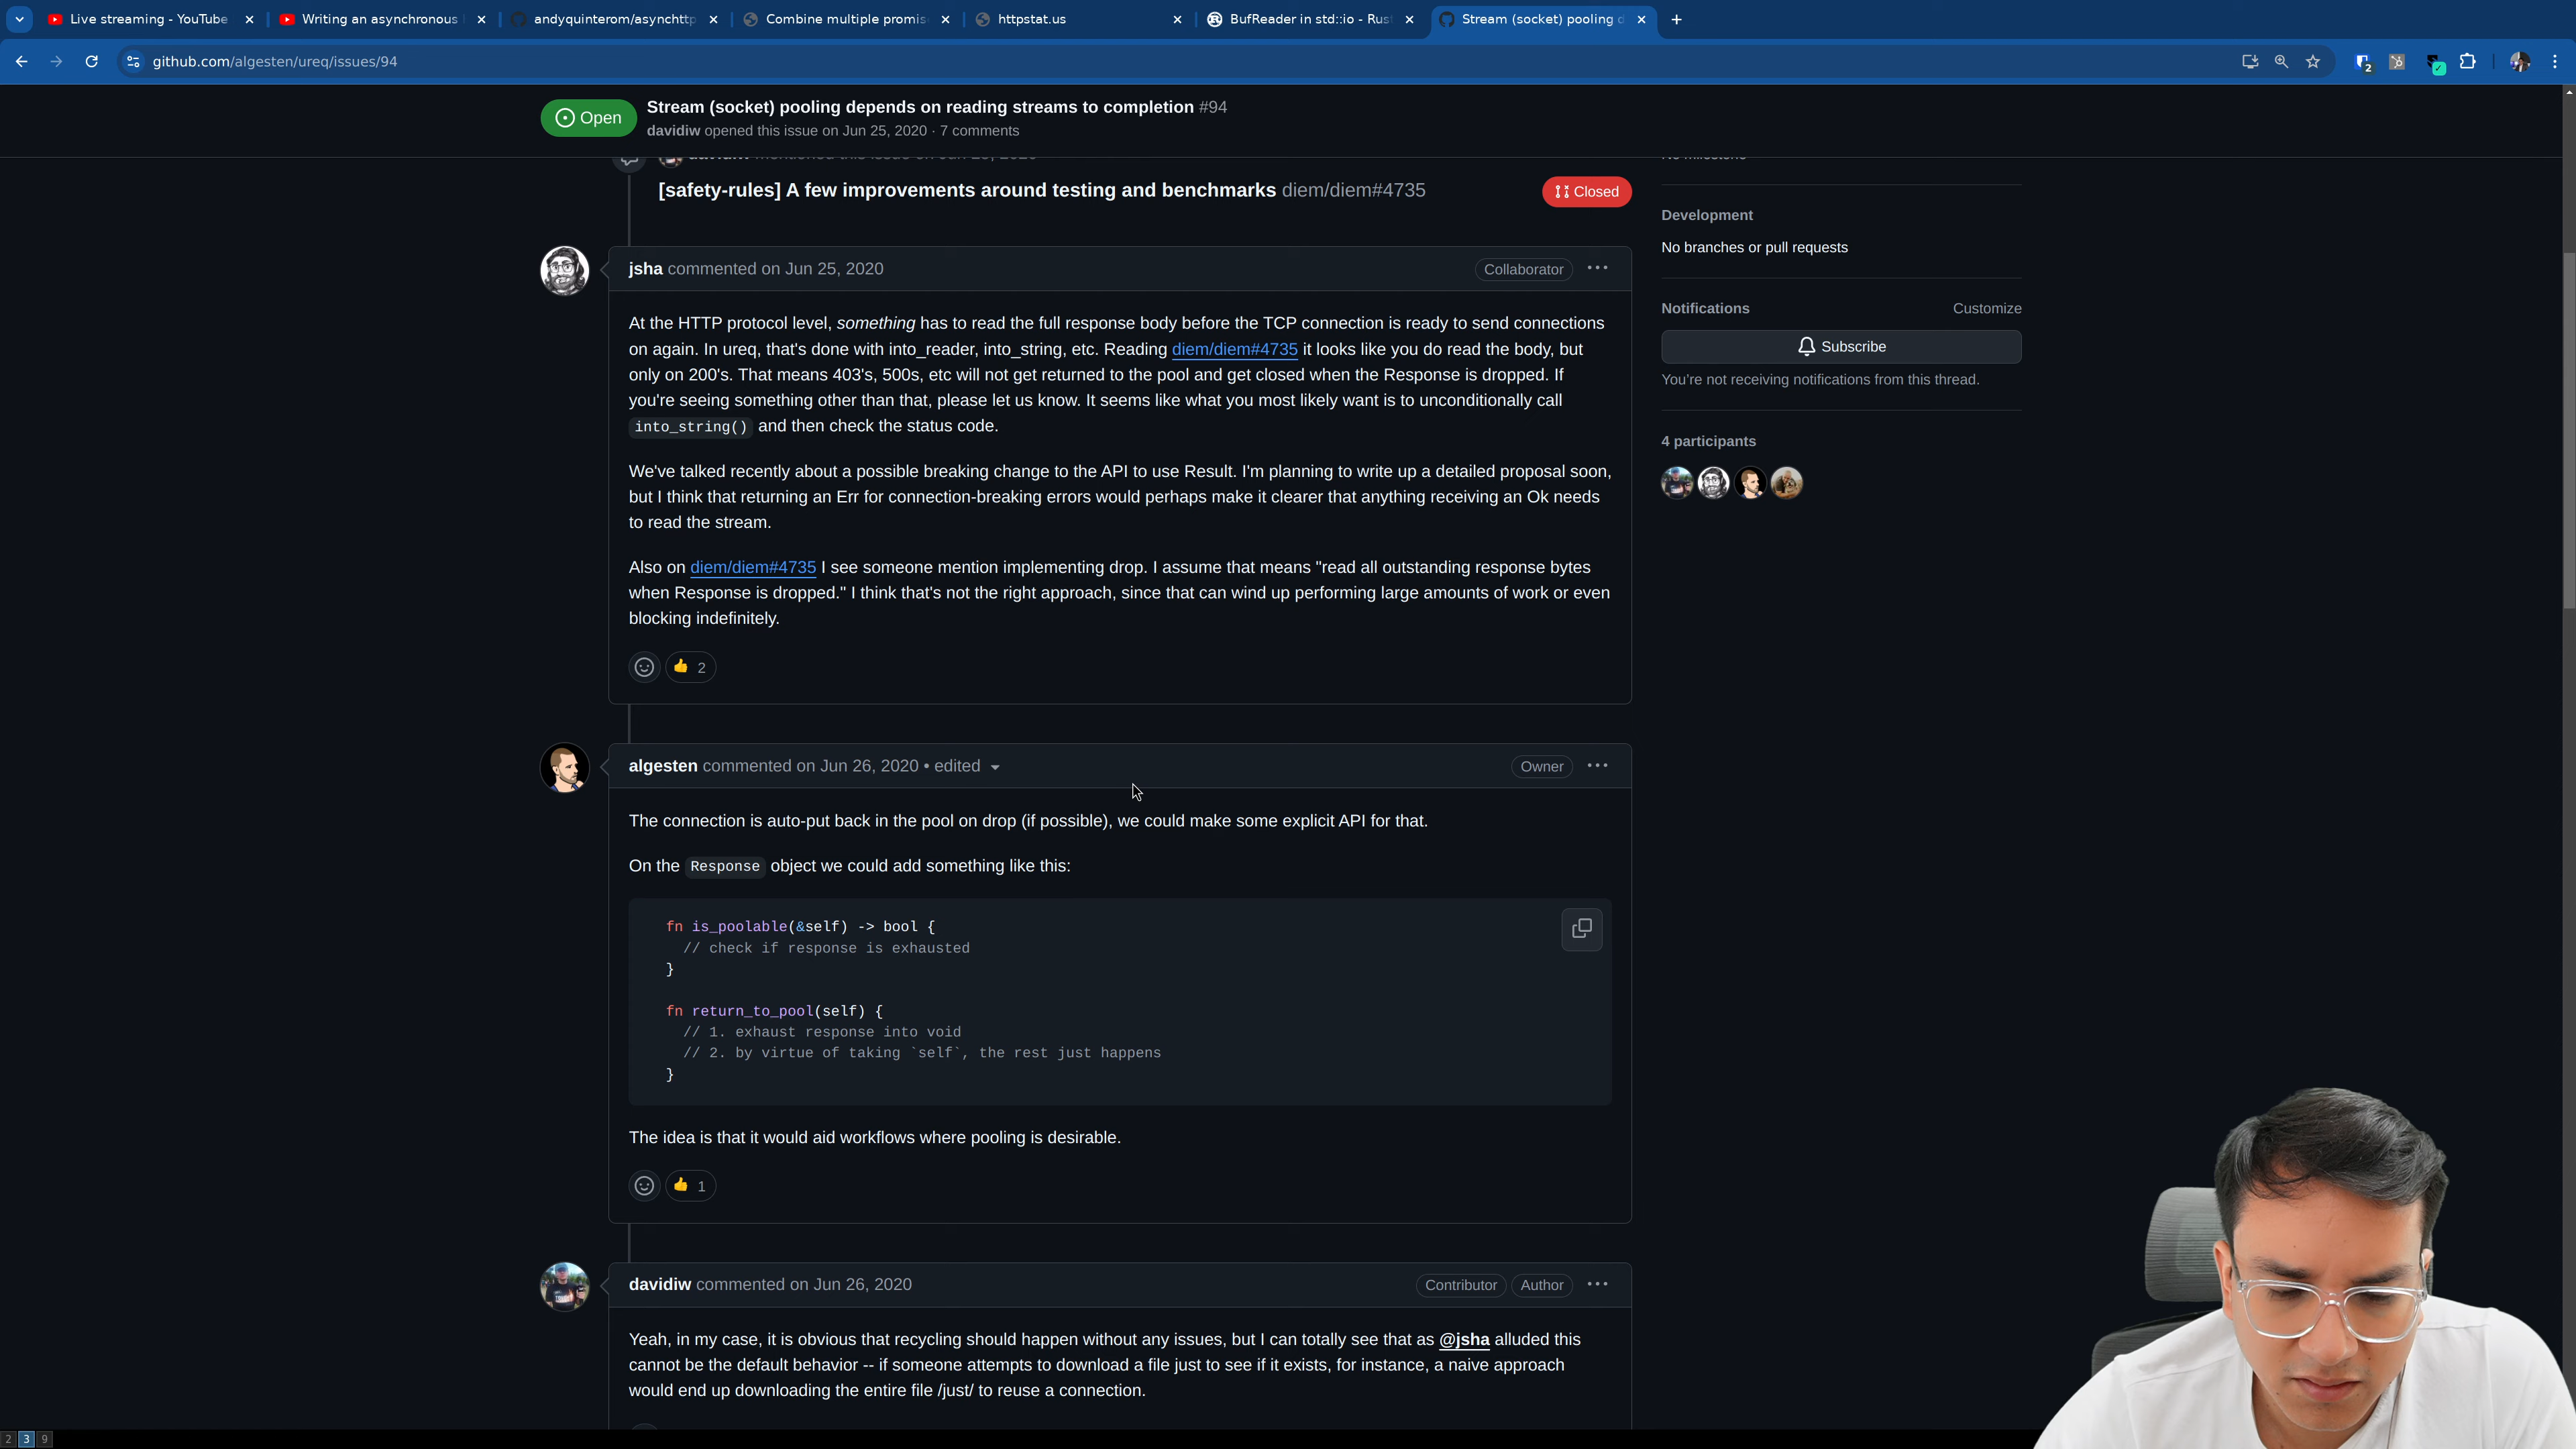 Live streaming - YouTube
Writing an asynchronous
andyquinterom/asynchttp
Combine multiple promis
httpstat.us
BufReader in std::io - Rus
Stream (socket) pooling d
github.com/algesten/ureq/issues/94
2
Open
Stream (socket) pooling depends on reading streams to completion #94
davidiw opened this issue on Jun 25, 2020 · 7 comments
[safety-rules] A few improvements around testing and benchmarks diem/diem#4735
Closed
jsha commented on Jun 25, 2020
Collaborator
At the HTTP protocol level, something has to read the full response body before the TCP connection is ready to send connections
on again. In ureq, that's done with into_reader, into_string, etc. Reading diem/diem#4735 it looks like you do read the body, but
only on 200's. That means 403's, 500s, etc will not get returned to the pool and get closed when the Response is dropped. If
you're seeing something other than that, please let us know. It seems like what you most likely want is to unconditionally call
into_string() and then check the status code.
We've talked recently about a possible breaking change to the API to use Result. I'm planning to write up a detailed proposal soon,
but I think that returning an Err for connection-breaking errors would perhaps make it clearer that anything receiving an Ok needs
to read the stream.
Also on diem/diem#4735 I see someone mention implementing drop. I assume that means "read all outstanding response bytes
when Response is dropped." I think that's not the right approach, since that can wind up performing large amounts of work or even
blocking indefinitely.
2
algesten commented on Jun 26, 2020 • edited
Owner
The connection is auto-put back in the pool on drop (if possible), we could make some explicit API for that.
On the Response object we could add something like this:
fn is_poolable(&self) -> bool {
// check if response is exhausted
}
fn return_to_pool(self) {
// 1. exhaust response into void
// 2. by virtue of taking `self`, the rest just happens
}
The idea is that it would aid workflows where pooling is desirable.
1
davidiw commented on Jun 26, 2020
Contributor
Author
Yeah, in my case, it is obvious that recycling should happen without any issues, but I can totally see that as @jsha alluded this
cannot be the default behavior -- if someone attempts to download a file just to see if it exists, for instance, a naive approach
would end up downloading the entire file /just/ to reuse a connection.
Development
No branches or pull requests
Notifications
Customize
Subscribe
You're not receiving notifications from this thread.
4 participants
2 3 9